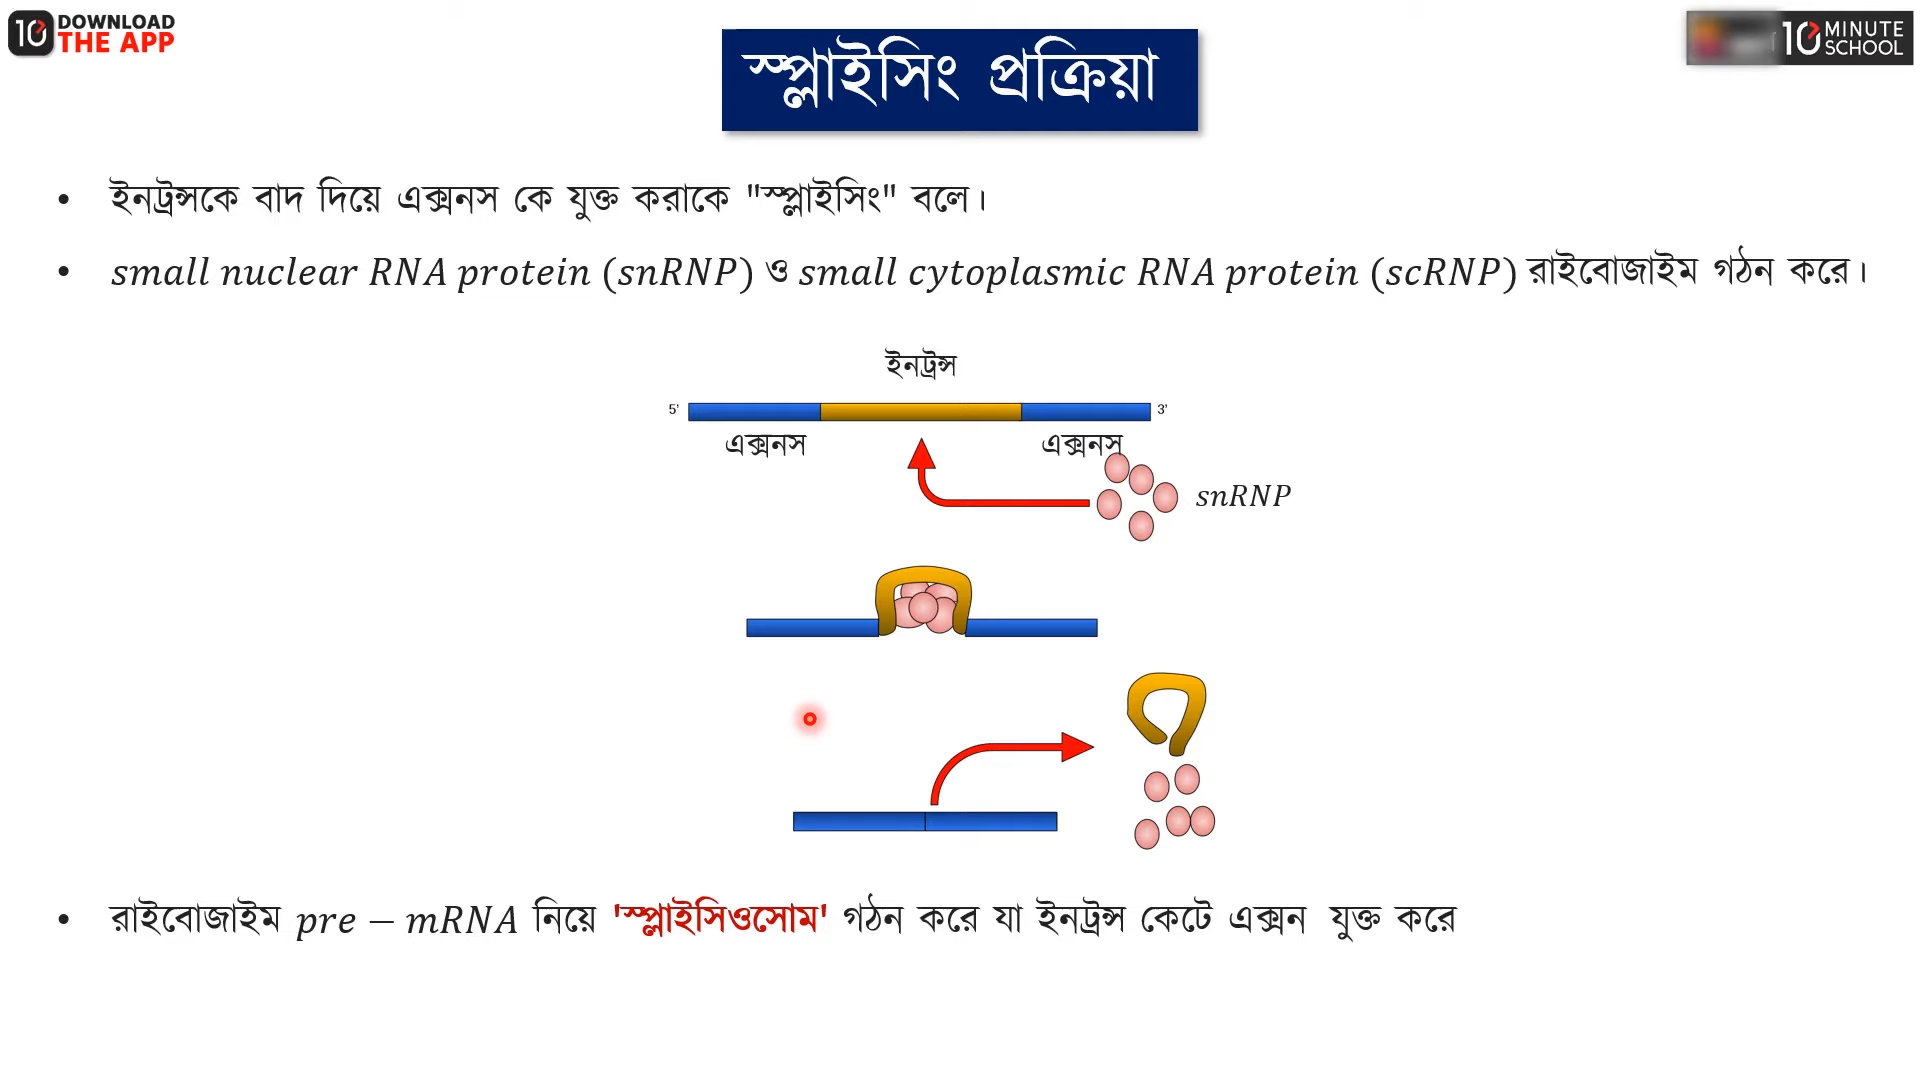 10 DOWNLOAD THE APP
10 MINUTE SCHOOL
স্প্লাইসিং প্রক্রিয়া
• ইনট্রন্সকে বাদ দিয়ে এক্সনস কে যুক্ত করাকে "স্প্লাইসিং" বলে।
• small nuclear RNA protein (snRNP) ও small cytoplasmic RNA protein (scRNP) রাইবোজাইম গঠন করে।
ইনট্রন্স
5' 3'
এক্সনস এক্সনস
snRNP
• রাইবোজাইম pre − mRNA নিয়ে 'স্প্লাইসিওসোম' গঠন করে যা ইনট্রন্স কেটে এক্সন যুক্ত করে